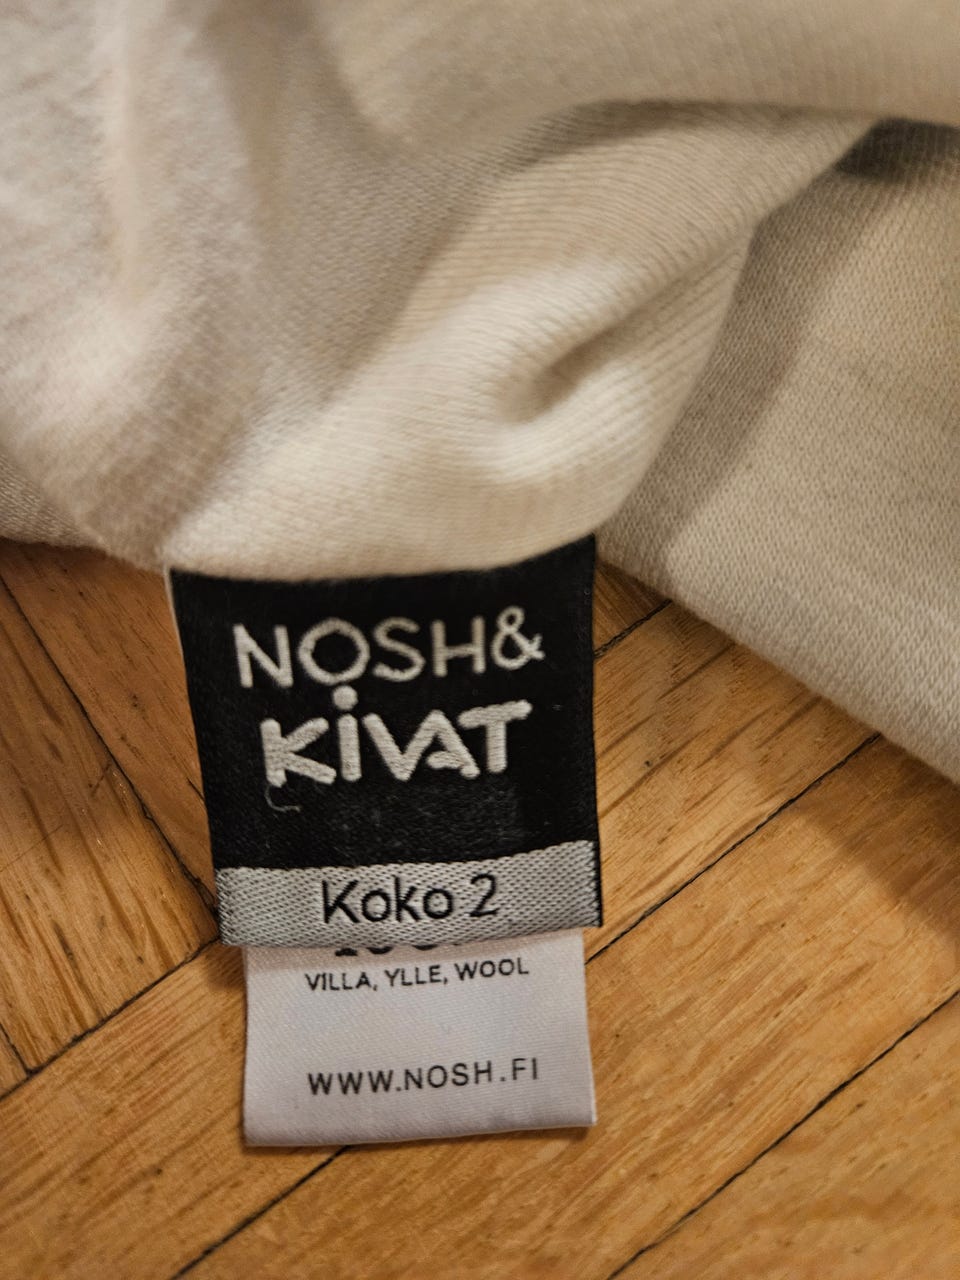 NOSH&
KiVAT
Koko 2
VILLA, YLLE, WOOL
WWW.NOSH.FI